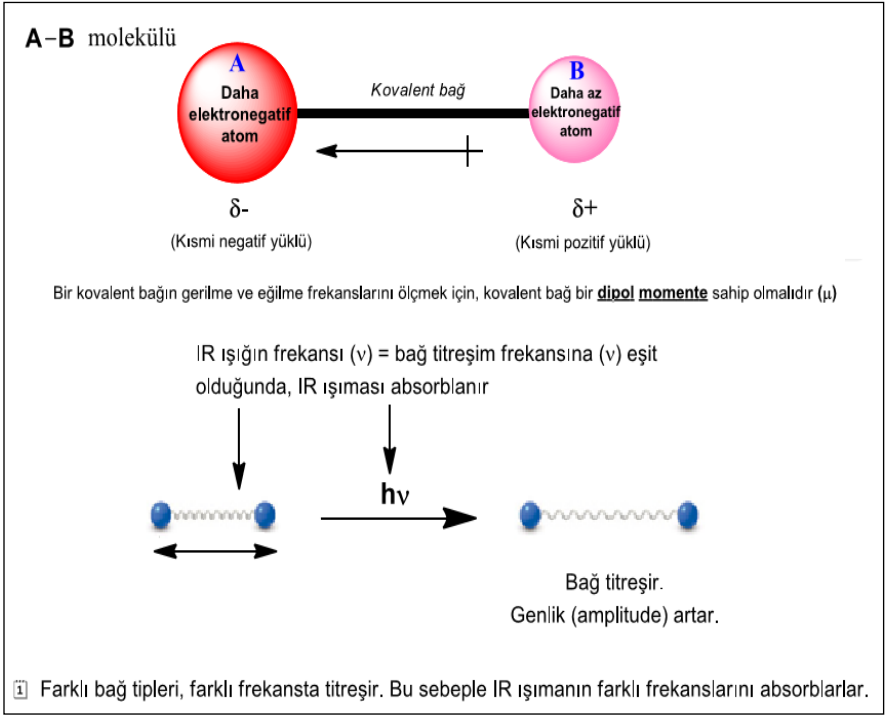 A–B molekülü
A
Daha
elektronegatif
atom
Kovalent bağ
B
Daha az
elektronegatif
atom
δ-
(Kısmi negatif yüklü)
δ+
(Kısmi pozitif yüklü)
Bir kovalent bağın gerilme ve eğilme frekanslarını ölçmek için, kovalent bağ bir dipol momente sahip olmalıdır (μ)
IR ışığın frekansı (ν) = bağ titreşim frekansına (ν) eşit
olduğunda, IR ışıması absorblanır
hν
Bağ titreşir.
Genlik (amplitude) artar.
1 Farklı bağ tipleri, farklı frekansta titreşir. Bu sebeple IR ışımanın farklı frekanslarını absorblarlar.